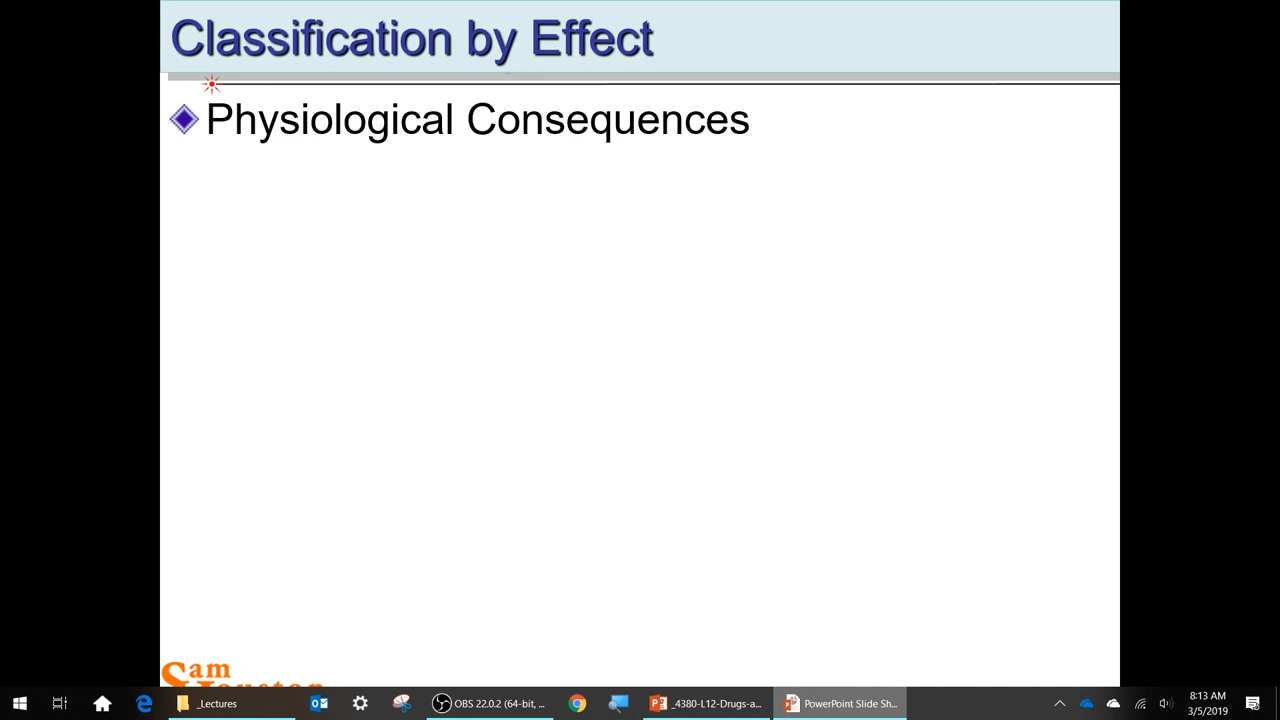 Classification by Effect
Physiological Consequences
Sam
_Lectures
OBS 22.0.2 (64-bit, ...
_4380-L12-Drugs-a...
PowerPoint Slide Sh...
8:13 AM
3/5/2019